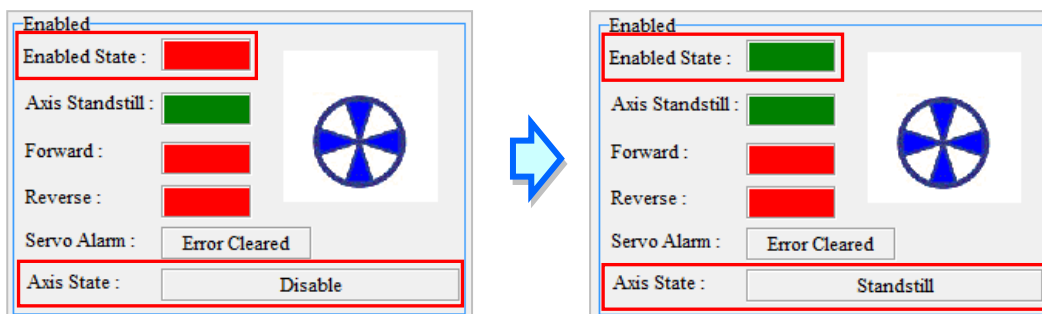 Enabled
Enabled State :
Axis Standstill :
Forward :
Reverse :
Servo Alarm : Error Cleared
Axis State : Disable
Enabled
Enabled State :
Axis Standstill :
Forward :
Reverse :
Servo Alarm : Error Cleared
Axis State : Standstill